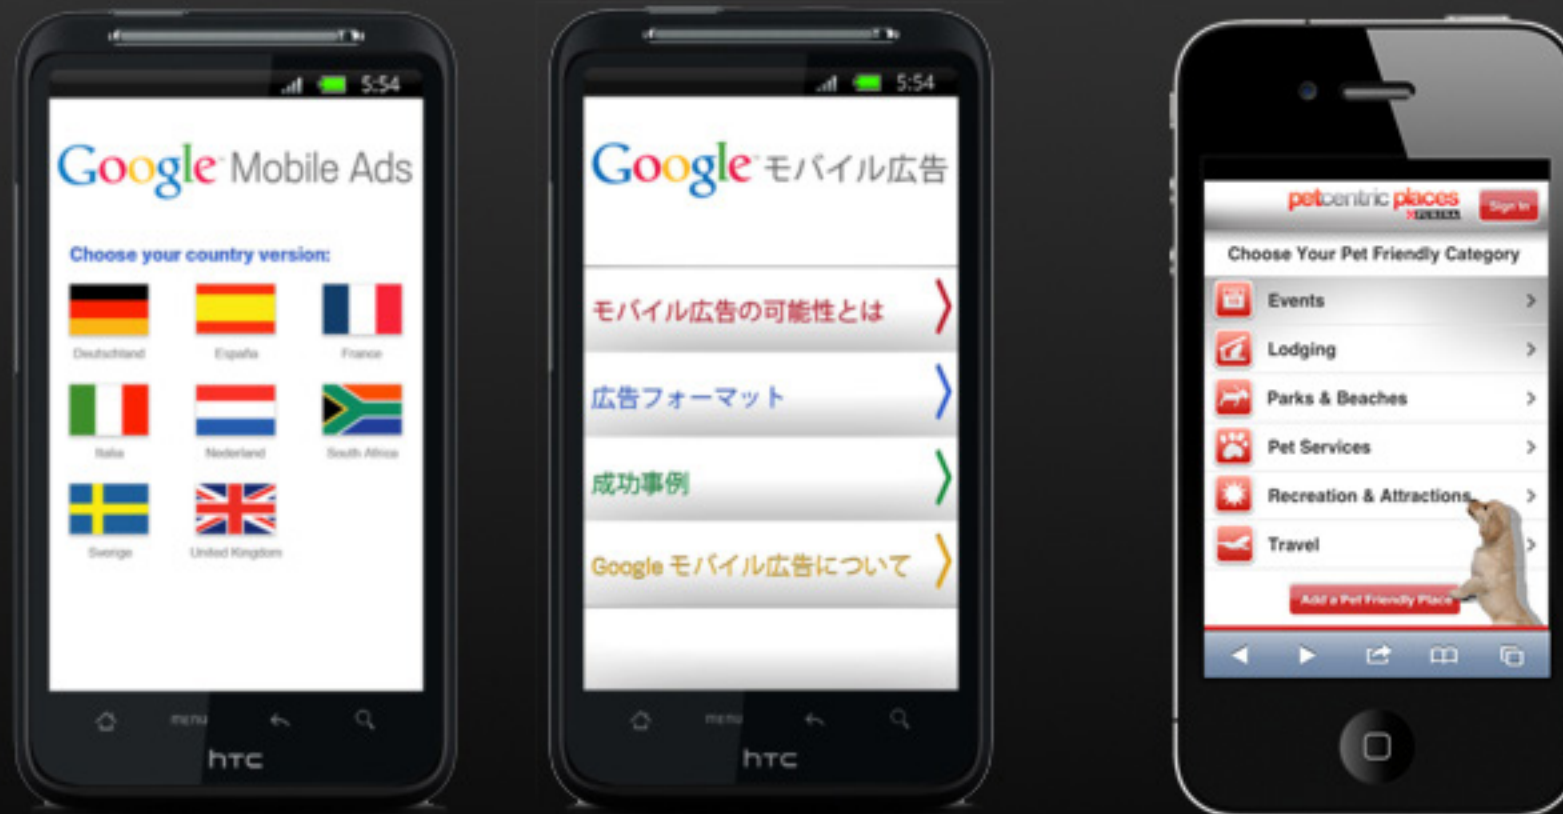 5:54
Google Mobile Ads
Choose your country version:
Deutschland España France
Italia Nederland South Africa
Sverige United Kingdom
menu
hTC
5:54
Google モバイル広告
モバイル広告の可能性とは
広告フォーマット
成功事例
Google モバイル広告について
menu
hTC
petcentric places
PURINA
Sign In
Choose Your Pet Friendly Category
Events
Lodging
Parks & Beaches
Pet Services
Recreation & Attractions
Travel
Add a Pet Friendly Place